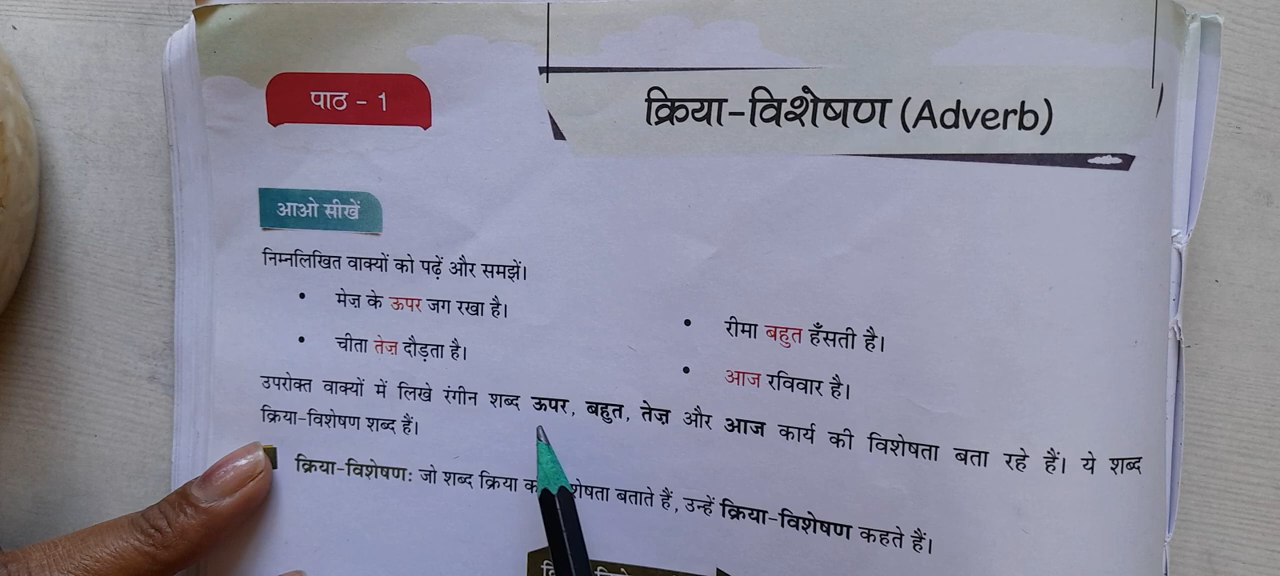 पाठ - 1
क्रिया-विशेषण (Adverb)
आओ सीखें
निम्नलिखित वाक्यों को पढ़ें और समझें।
• मेज़ के ऊपर जग रखा है।
• रीमा बहुत हँसती है।
• चीता तेज़ दौड़ता है।
• आज रविवार है।
उपरोक्त वाक्यों में लिखे रंगीन शब्द ऊपर, बहुत, तेज़ और आज कार्य की विशेषता बता रहे हैं। ये शब्द
क्रिया-विशेषण शब्द हैं।
क्रिया-विशेषण: जो शब्द क्रिया बताते हैं, उन्हें क्रिया-विशेषण कहते हैं।